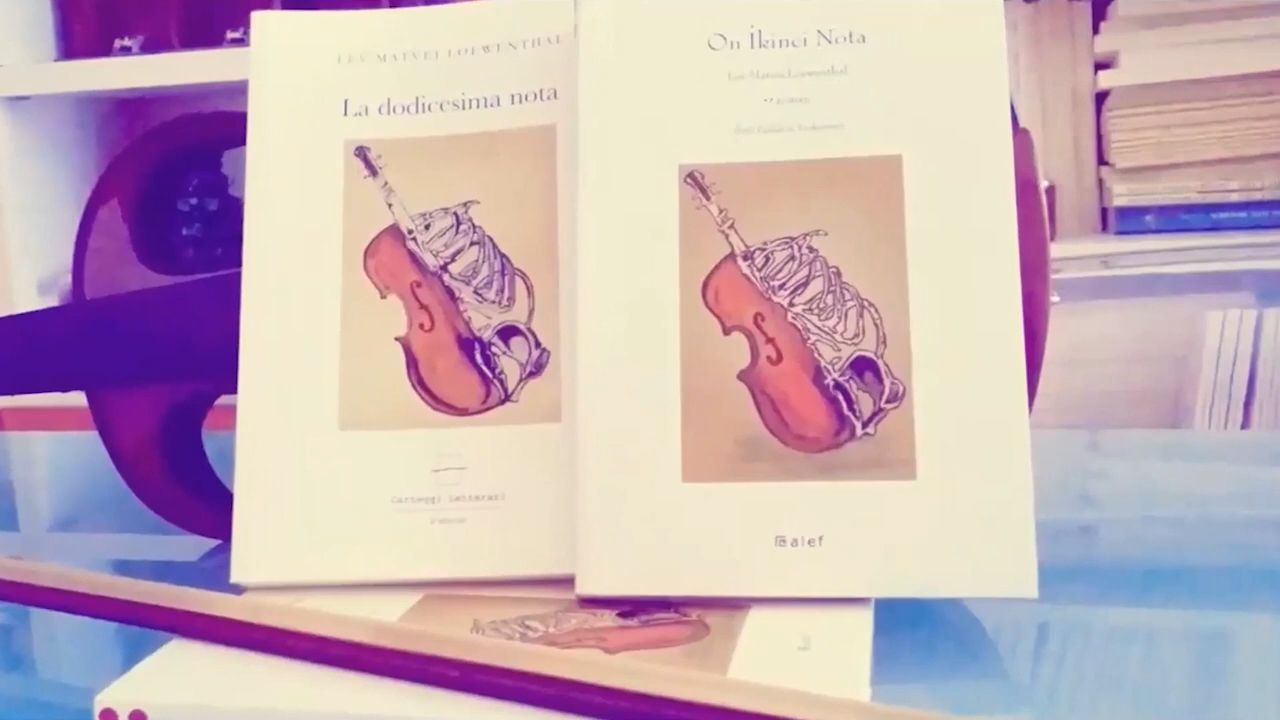 LEV MATVEJ LOEWENTHAL
La dodicesima nota
Carteggi Letterari
On İkinci Nota
Lev Matvej Loewenthal
roman
alef